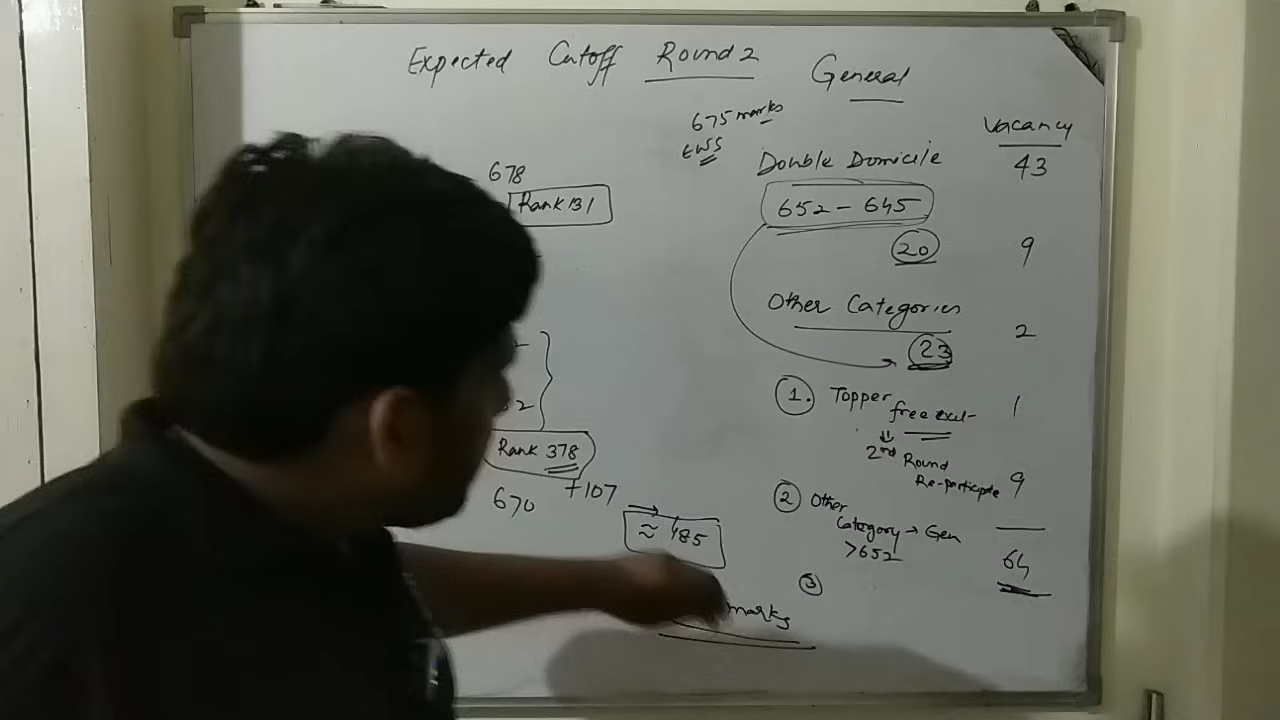 Expected Cutoff Round 2 General
678
Rank 131
Rank 378
670 +107
≈ 485
marks
675 marks
EWS
Double Domicile
652 - 645
20
Other Categories
23
1. Topper free exit
2nd Round
Re-participate
2 Other
Category → Gen
>652
3
Vacancy
43
9
2
1
9
64